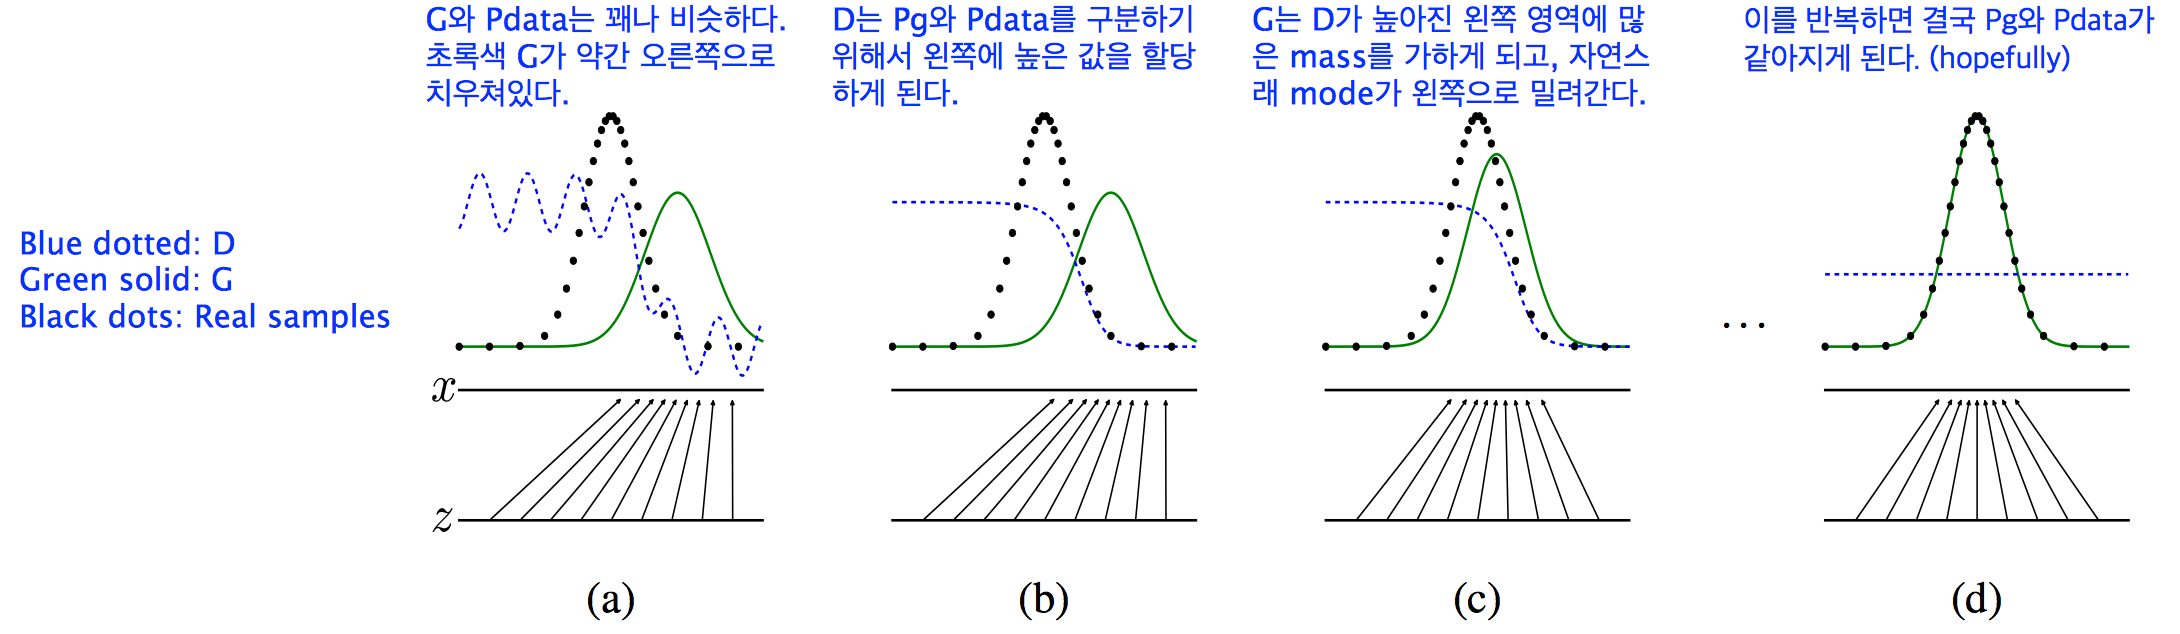 G와 Pdata는 꽤나 비슷하다.
초록색 G가 약간 오른쪽으로
치우쳐있다.
D는 Pg와 Pdata를 구분하기
위해서 왼쪽에 높은 값을 할당
하게 된다.
G는 D가 높아진 왼쪽 영역에 많
은 mass를 가하게 되고, 자연스
래 mode가 왼쪽으로 밀려간다.
이를 반복하면 결국 Pg와 Pdata가
같아지게 된다. (hopefully)
Blue dotted: D
Green solid: G
Black dots: Real samples
...
x
z
(a)
(b)
(c)
(d)